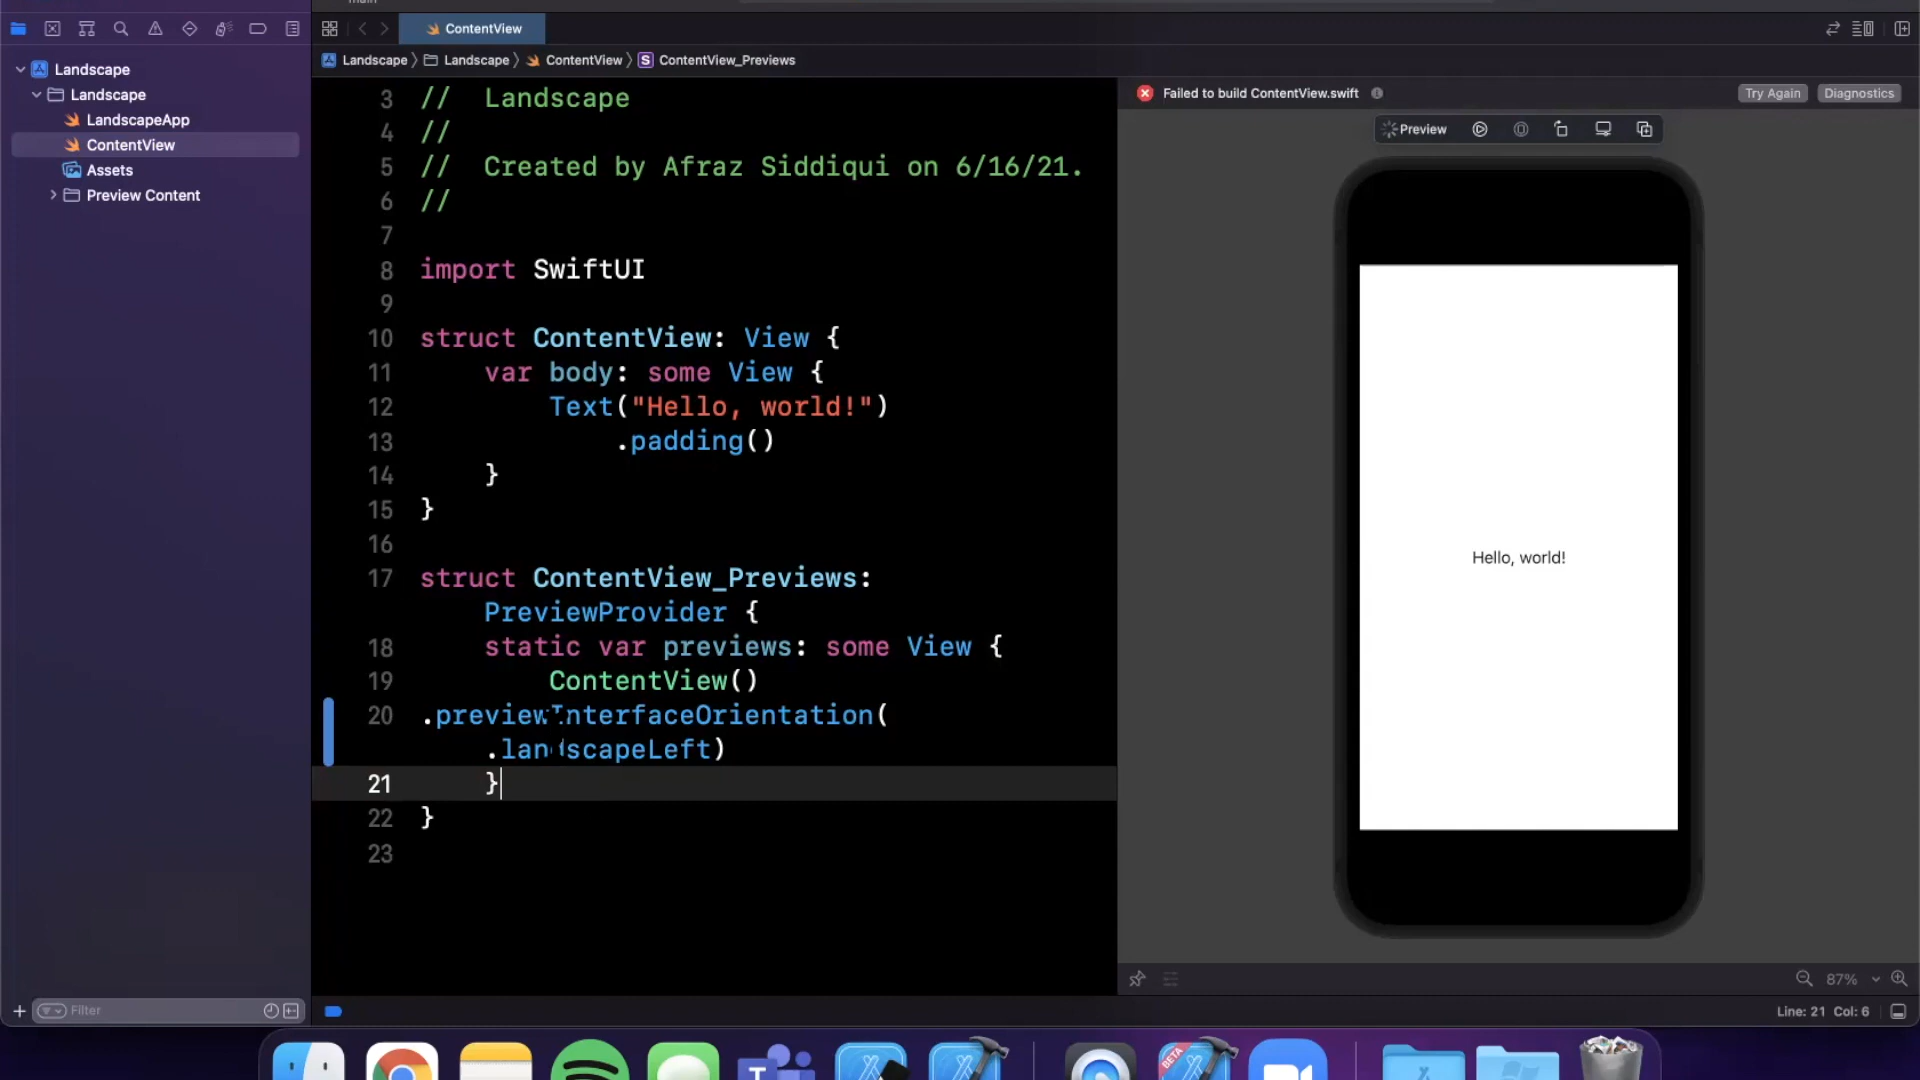 main
ContentView
Landscape 〉 Landscape 〉 ContentView 〉 S ContentView_Previews
Landscape
Landscape
LandscapeApp
ContentView
Assets
Preview Content
Filter
3 //  Landscape
4 //
5 //  Created by Afraz Siddiqui on 6/16/21.
6 //
7
8 import SwiftUI
9
10 struct ContentView: View {
11     var body: some View {
12         Text("Hello, world!")
13             .padding()
14     }
15 }
16
17 struct ContentView_Previews:
    PreviewProvider {
18     static var previews: some View {
19         ContentView()
20 .previewInterfaceOrientation(
    .landscapeLeft)
21     }
22 }
23
Failed to build ContentView.swift
Try Again
Diagnostics
Preview
Hello, world!
87%
Line: 21 Col: 6
T
BETA